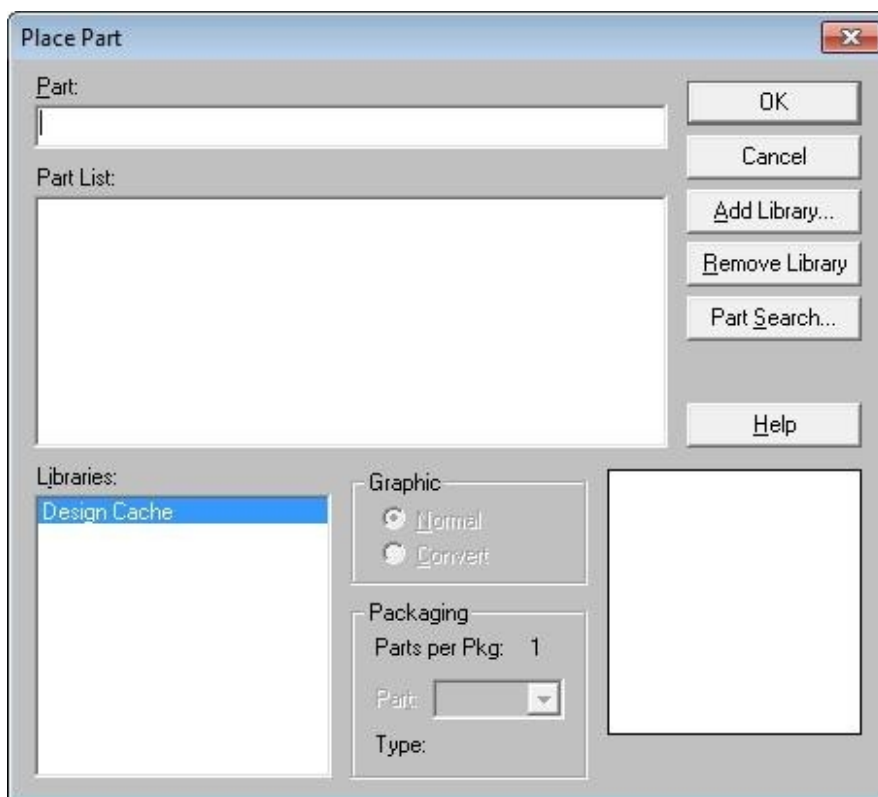 Place Part
Part:
OK
Cancel
Part List:
Add Library...
Remove Library
Part Search...
Help
Libraries:
Design Cache
Graphic
Normal
Convert
Packaging
Parts per Pkg: 1
Part:
Type: